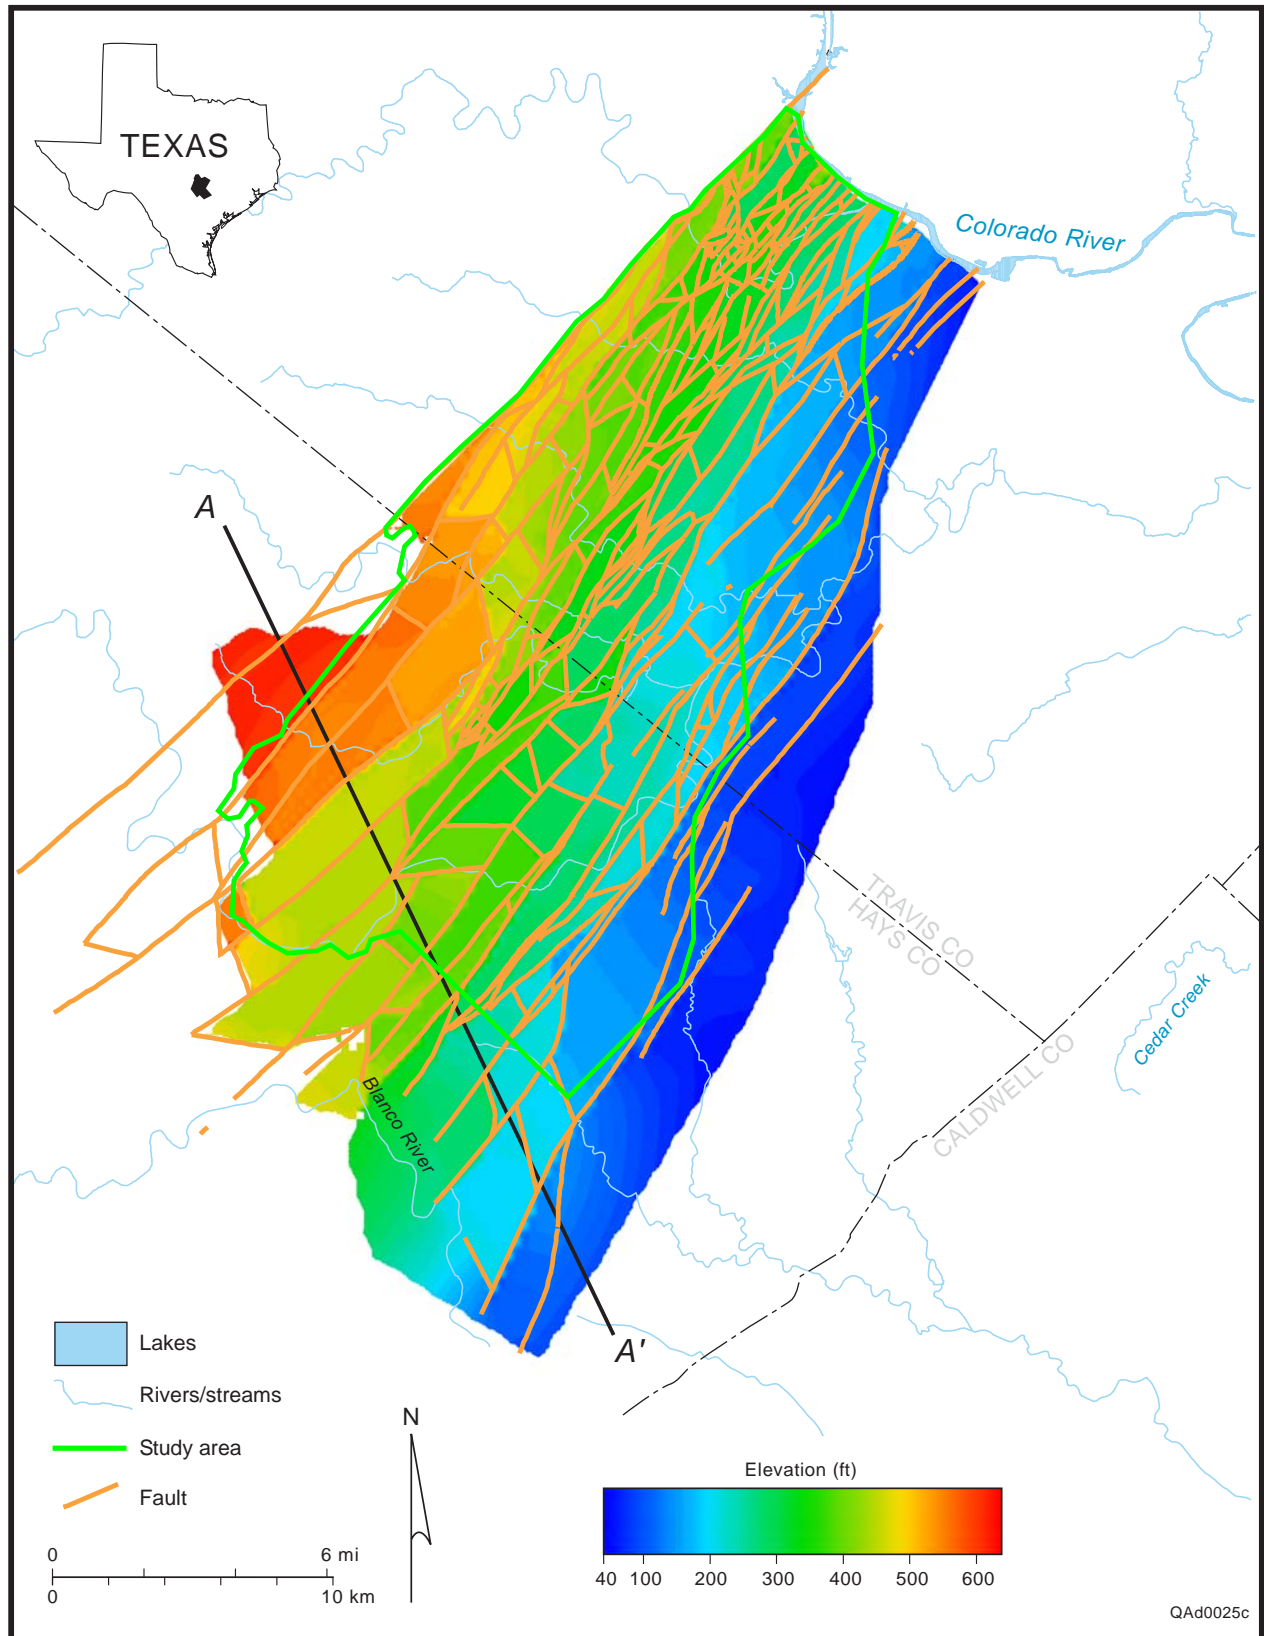 TEXAS
Colorado River
A
TRAVIS CO
HAYS CO
Cedar Creek
CALDWELL CO
Blanco River
A'
Lakes
Rivers/streams
Study area
Fault
N
0 6 mi
0 10 km
Elevation (ft)
40 100 200 300 400 500 600
QAd0025c